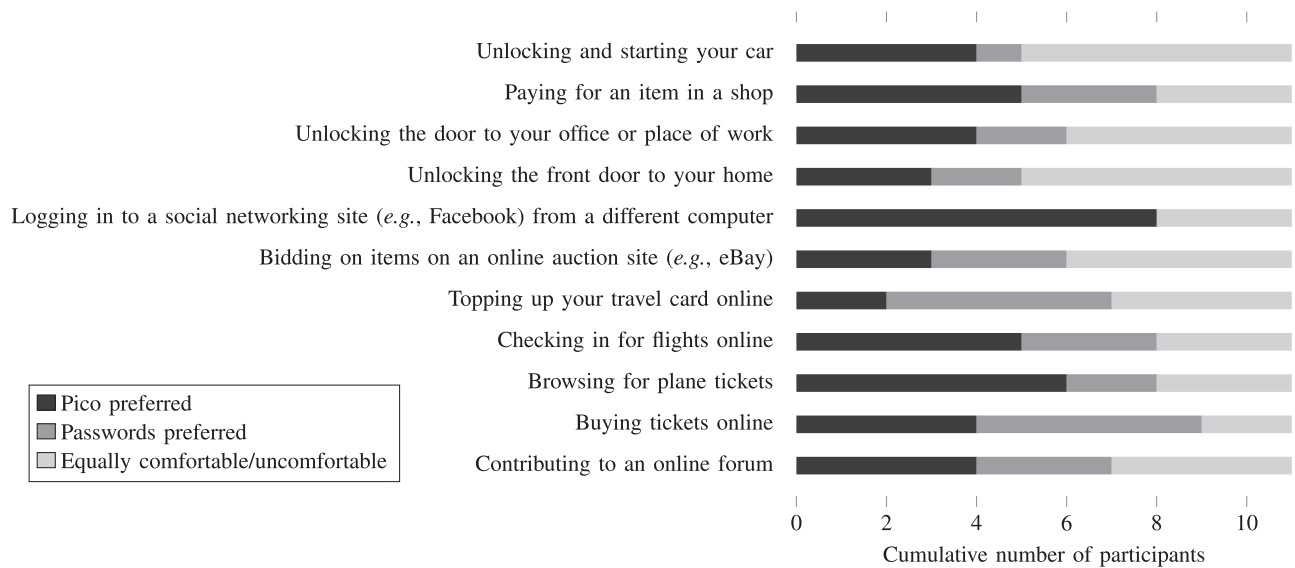 Unlocking and starting your car
Paying for an item in a shop
Unlocking the door to your office or place of work
Unlocking the front door to your home
Logging in to a social networking site (e.g., Facebook) from a different computer
Bidding on items on an online auction site (e.g., eBay)
Topping up your travel card online
Checking in for flights online
Browsing for plane tickets
Buying tickets online
Contributing to an online forum
Pico preferred
Passwords preferred
Equally comfortable/uncomfortable
0 2 4 6 8 10
Cumulative number of participants